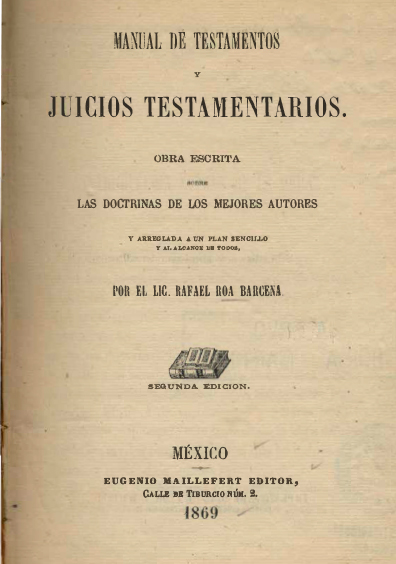 MANUAL DE TESTAMENTOS
Y
JUICIOS TESTAMENTARIOS.
OBRA ESCRITA
SOBRE
LAS DOCTRINAS DE LOS MEJORES AUTORES
Y ARREGLADA A UN PLAN SENCILLO
Y AL ALCANCE DE TODOS,
POR EL LIC. RAFAEL ROA BARCENA
SEGUNDA EDICION.
MÉXICO
EUGENIO MAILLEFERT EDITOR,
CALLE DE TIBURCIO NÚM. 2.
1869